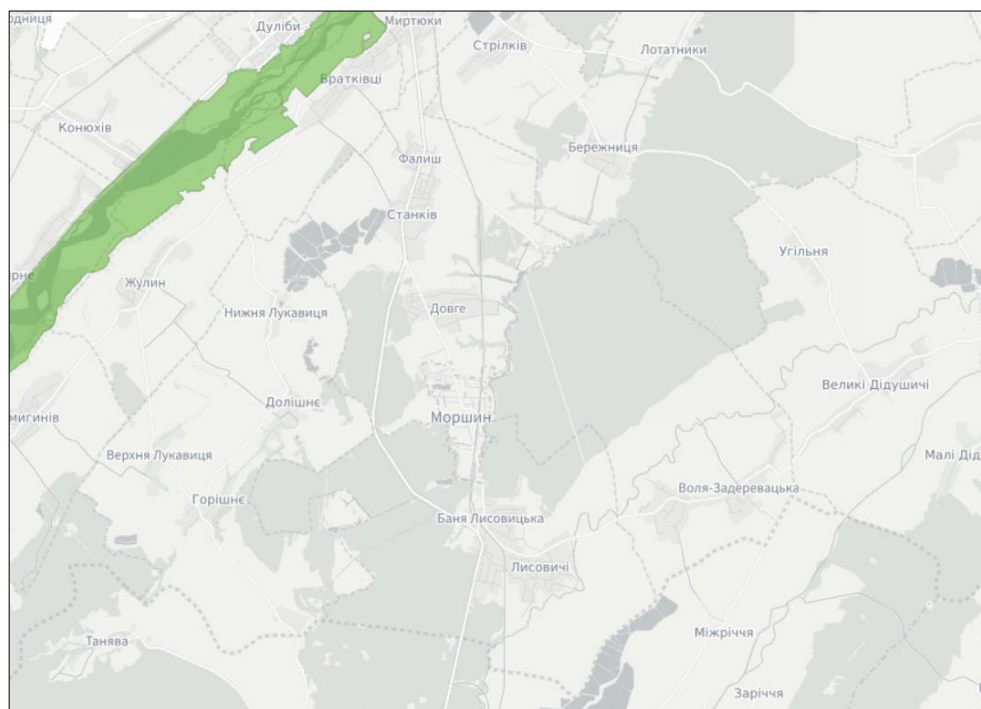 Дуліби
Миртюки
Стрілків
Лотатники
Братківці
Конюхів
Бережниця
Фалиш
Станків
Угільня
Жулин
Нижня Лукавиця
Довге
Великі Дідушичі
Долішнє
Моршин
Верхня Лукавиця
Горішнє
Воля-Задеревацька
Баня Лисовицька
Лисовичі
Міжріччя
Танява
Заріччя